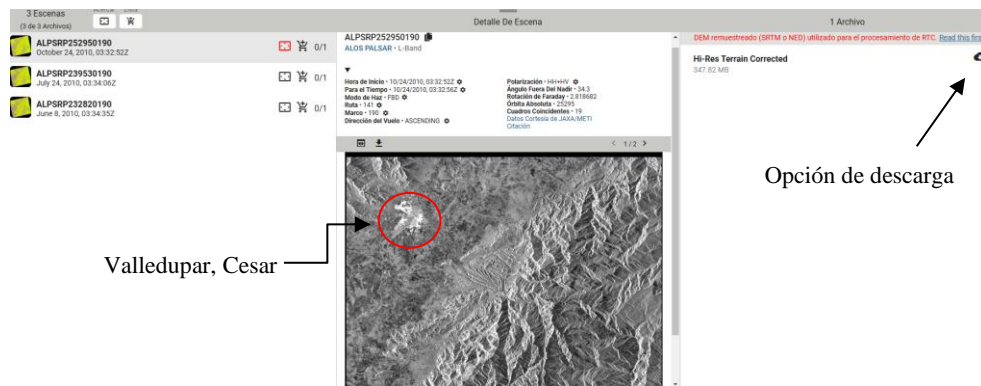 3 Escenas
(3 de 3 Archivos)
Detalle De Escena
1 Archivo
ALPSRP252950190
October 24, 2010, 03:32:52Z
0/1
ALPSRP239530190
July 24, 2010, 03:34:06Z
0/1
ALPSRP232820190
June 8, 2010, 03:34:35Z
0/1
ALPSRP252950190
ALOS PALSAR • L-Band
Hora de Inicio • 10/24/2010, 03:32:52Z
Para el Tiempo • 10/24/2010, 03:32:56Z
Modo de Haz • FBD
Ruta • 141
Marco • 190
Dirección del Vuelo • ASCENDING
Polarización • HH+HV
Ángulo Fuera Del Nadir • 34.3
Rotación de Faraday • 2.818682
Órbita Absoluta • 25295
Cuadros Coincidentes • 19
Datos Cortesía de JAXA/METI
Citación
1 / 2
DEM remuestreado (SRTM o NED) utilizado para el procesamiento de RTC. Read this
Hi-Res Terrain Corrected
347.82 MB
Opción de descarga
Valledupar, Cesar